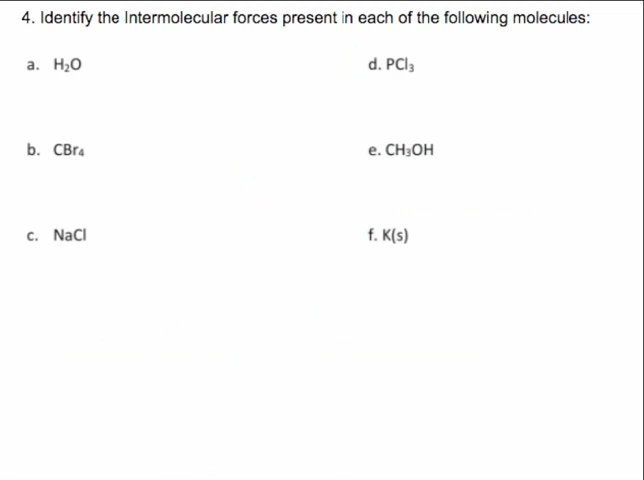 4. Identify the Intermolecular forces present in each of the following molecules:
a. H₂O
d. PCl₃
b. CBr₄
e. CH₃OH
c. NaCl
f. K(s)